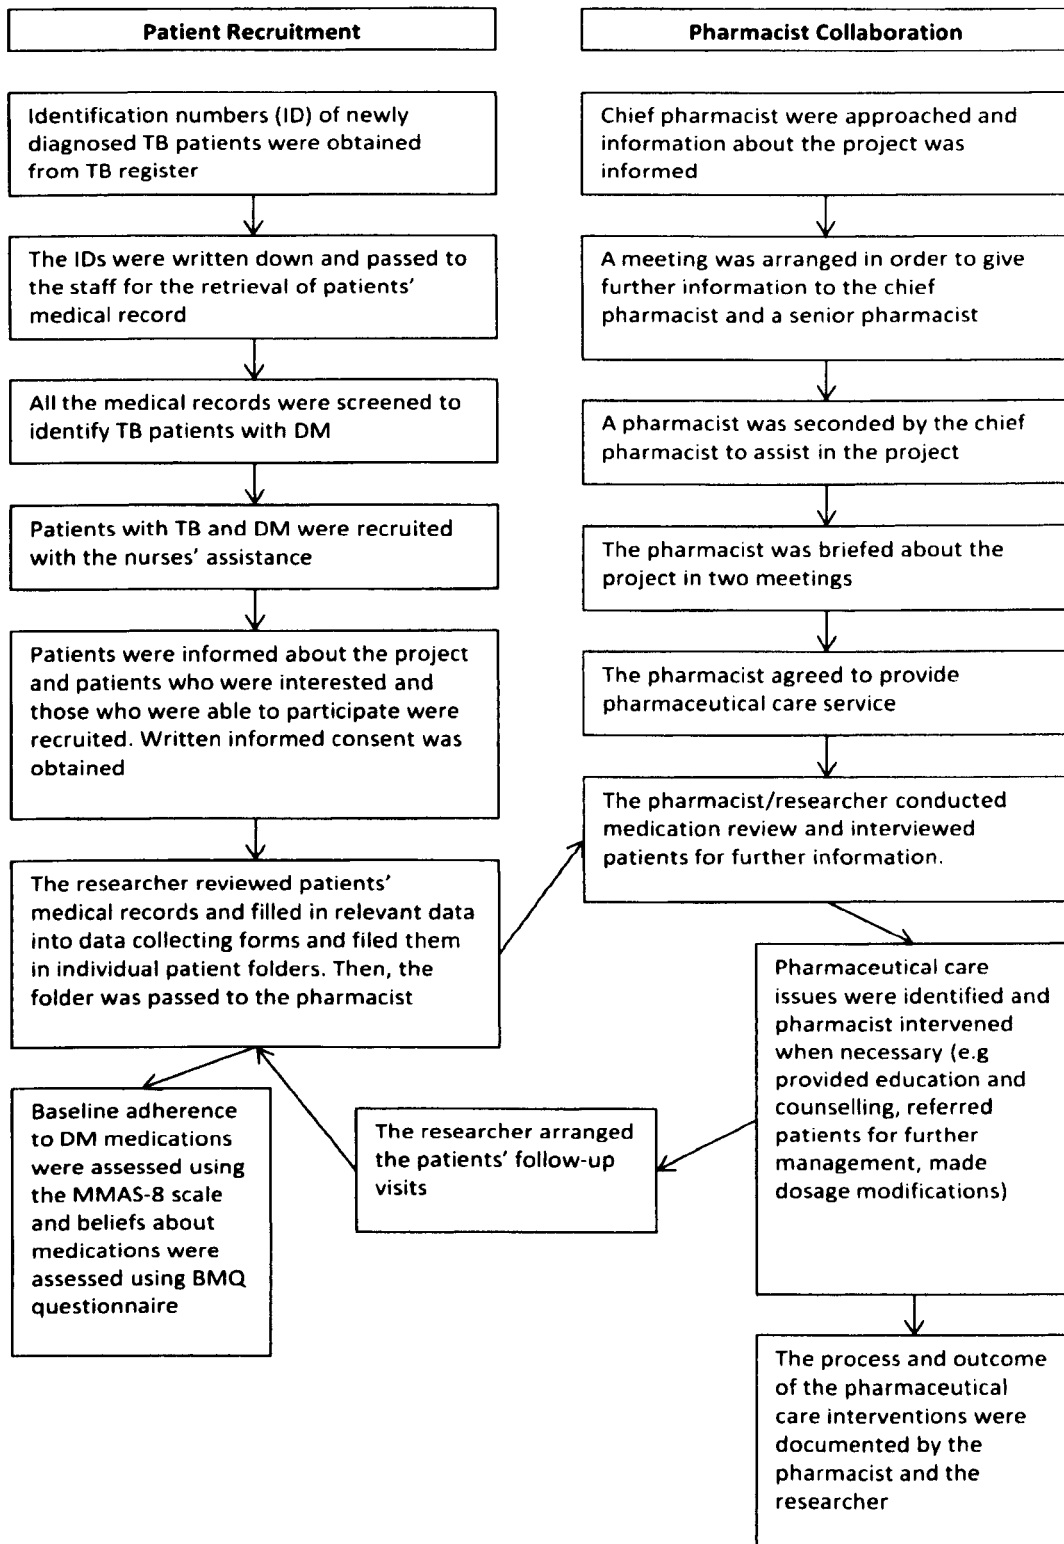 Patient Recruitment
Identification numbers (ID) of newly
diagnosed TB patients were obtained
from TB register
The IDs were written down and passed to
the staff for the retrieval of patients'
medical record
All the medical records were screened to
identify TB patients with DM
Patients with TB and DM were recruited
with the nurses' assistance
Patients were informed about the project
and patients who were interested and
those who were able to participate were
recruited. Written informed consent was
obtained
The researcher reviewed patients'
medical records and filled in relevant data
into data collecting forms and filed them
in individual patient folders. Then, the
folder was passed to the pharmacist
Baseline adherence
to DM medications
were assessed using
the MMAS-8 scale
and beliefs about
medications were
assessed using BMQ
questionnaire
Pharmacist Collaboration
Chief pharmacist were approached and
information about the project was
informed
A meeting was arranged in order to give
further information to the chief
pharmacist and a senior pharmacist
A pharmacist was seconded by the chief
pharmacist to assist in the project
The pharmacist was briefed about the
project in two meetings
The pharmacist agreed to provide
pharmaceutical care service
The pharmacist/researcher conducted
medication review and interviewed
patients for further information.
Pharmaceutical care
issues were identified and
pharmacist intervened
when necessary (e.g
provided education and
counselling, referred
patients for further
management, made
dosage modifications)
The researcher arranged
the patients' follow-up
visits
The process and outcome
of the pharmaceutical
care interventions were
documented by the
pharmacist and the
researcher